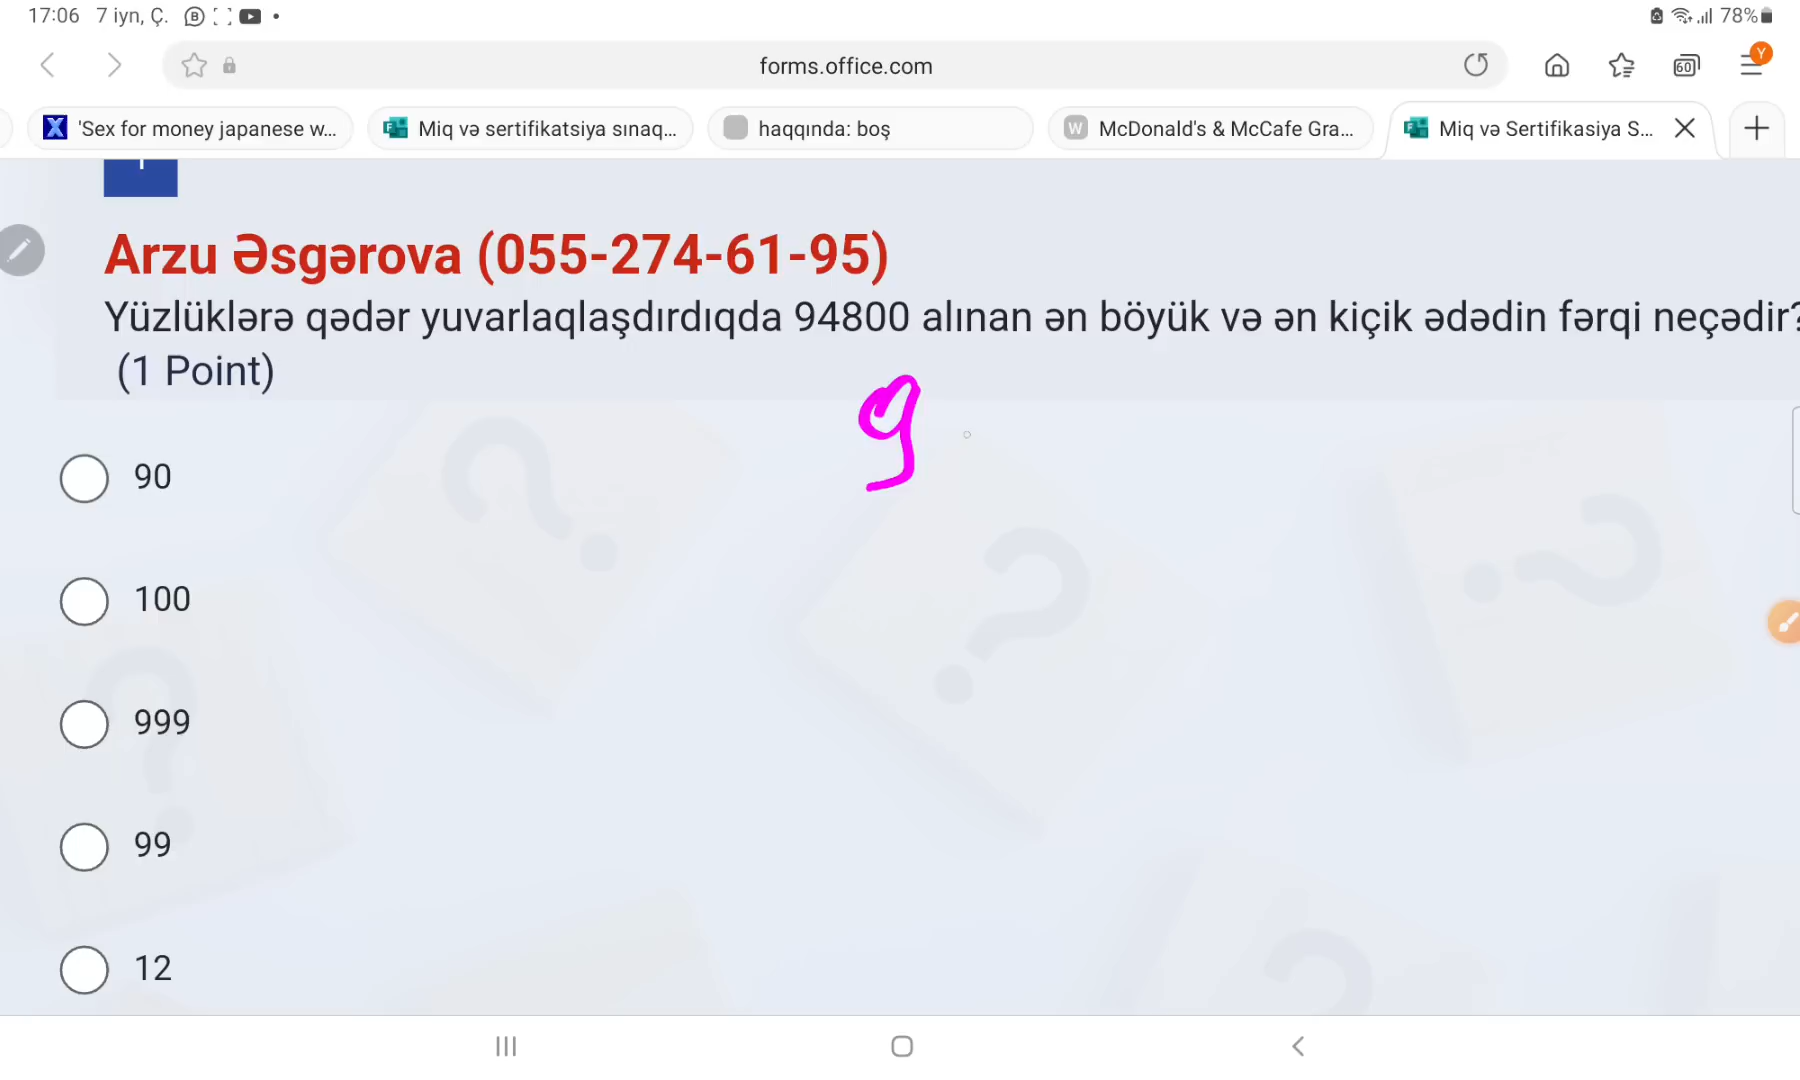 17:06 7 iyn, Ç. 78%
forms.office.com 60 Y
X 'Sex for money japanese w... Miq və sertifikatsiya sınaq... haqqında: boş W McDonald's & McCafe Gra... Miq və Sertifikasiya S...
Arzu Əsgərova (055-274-61-95)
Yüzlüklərə qədər yuvarlaqlaşdırdıqda 94800 alınan ən böyük və ən kiçik ədədin fərqi neçədir?
(1 Point)
9
90
100
999
99
12